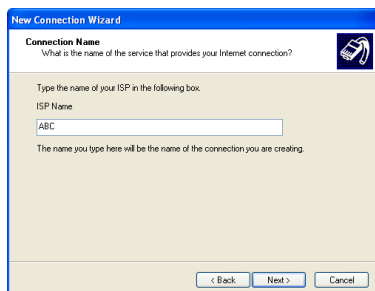 New Connection Wizard
Connection Name
What is the name of the service that provides your Internet connection?
Type the name of your ISP in the following box.
ISP Name
ABC
The name you type here will be the name of the connection you are creating.
< Back
Next >
Cancel